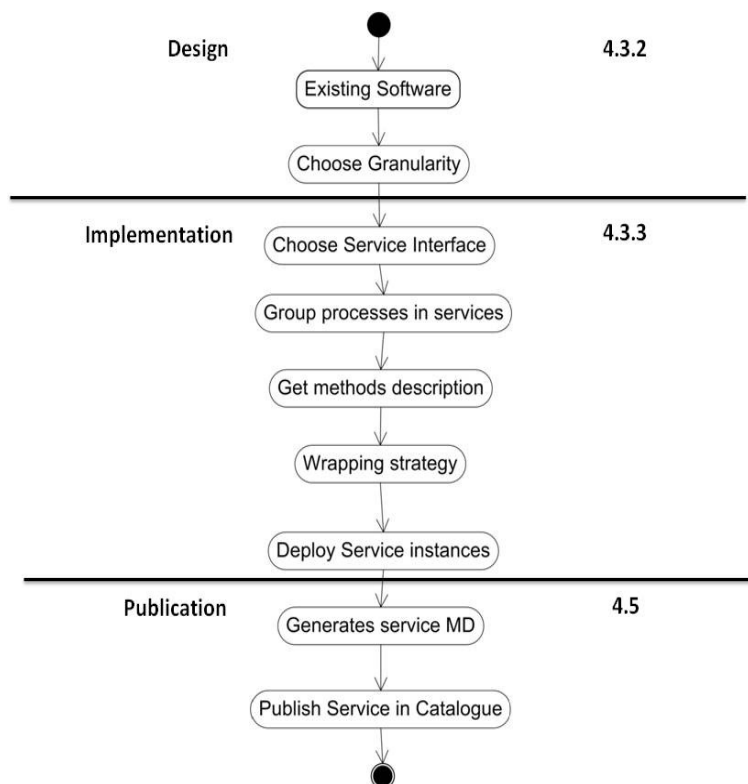 Design
4.3.2
Existing Software
Choose Granularity
Implementation
4.3.3
Choose Service Interface
Group processes in services
Get methods description
Wrapping strategy
Deploy Service instances
Publication
4.5
Generates service MD
Publish Service in Catalogue